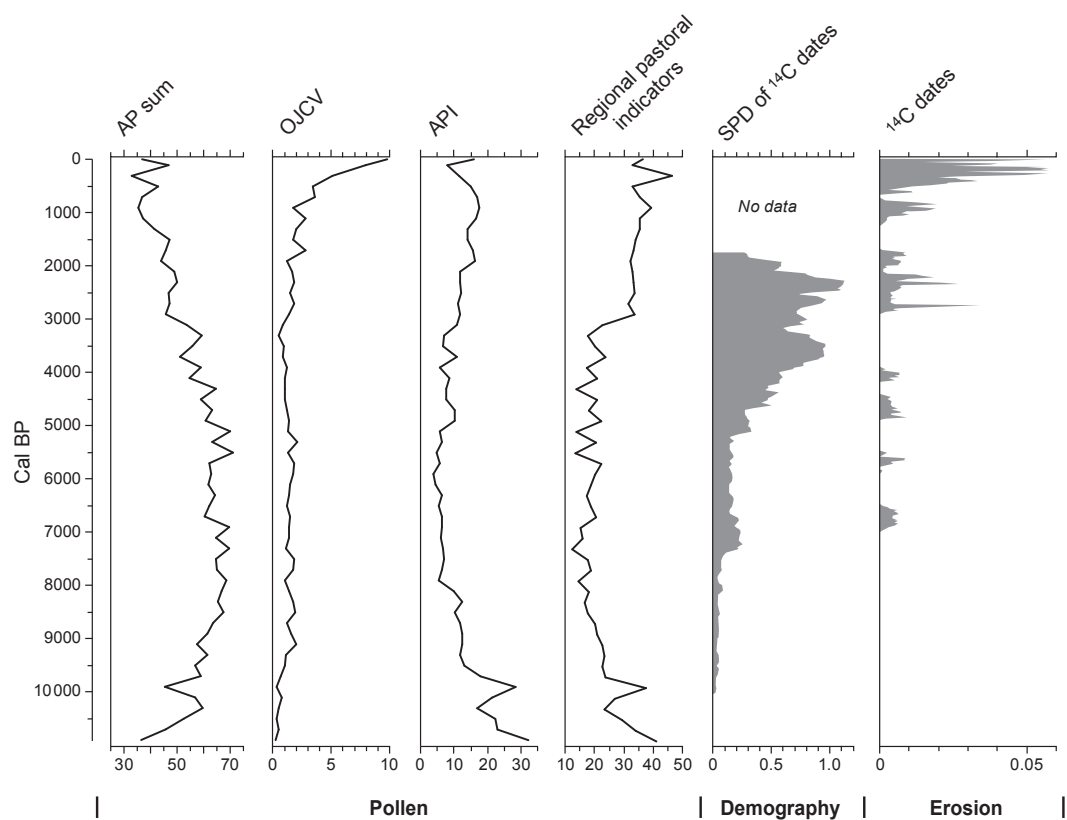 AP sum
OJCV
API
Regional pastoral
indicators
SPD of ¹⁴C dates
¹⁴C dates
0
1000
2000
3000
4000
5000
6000
7000
8000
9000
10 000
Cal BP
No data
30 50 70
0 5 10
0 10 20 30
10 20 30 40 50
0 0.5 1.0
0 0.05
Pollen
Demography
Erosion